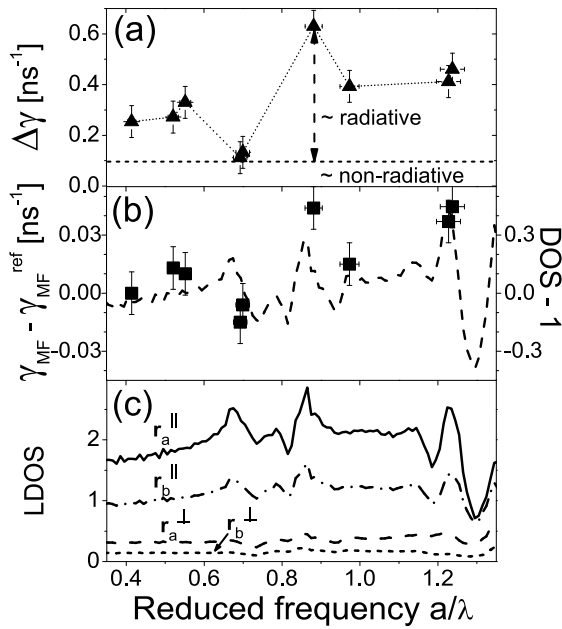 (a)
Δγ [ns⁻¹]
0.6
0.4
0.2
0.0
~ radiative
~ non-radiative
(b)
γ_MF - γ_MF^ref [ns⁻¹]
0.03
0.00
-0.03
0.3
0.0
-0.3
DOS - 1
(c)
LDOS
2
1
0
r_a^∥
r_b^∥
r_a^⊥
r_b^⊥
0.4 0.6 0.8 1.0 1.2
Reduced frequency a/λ